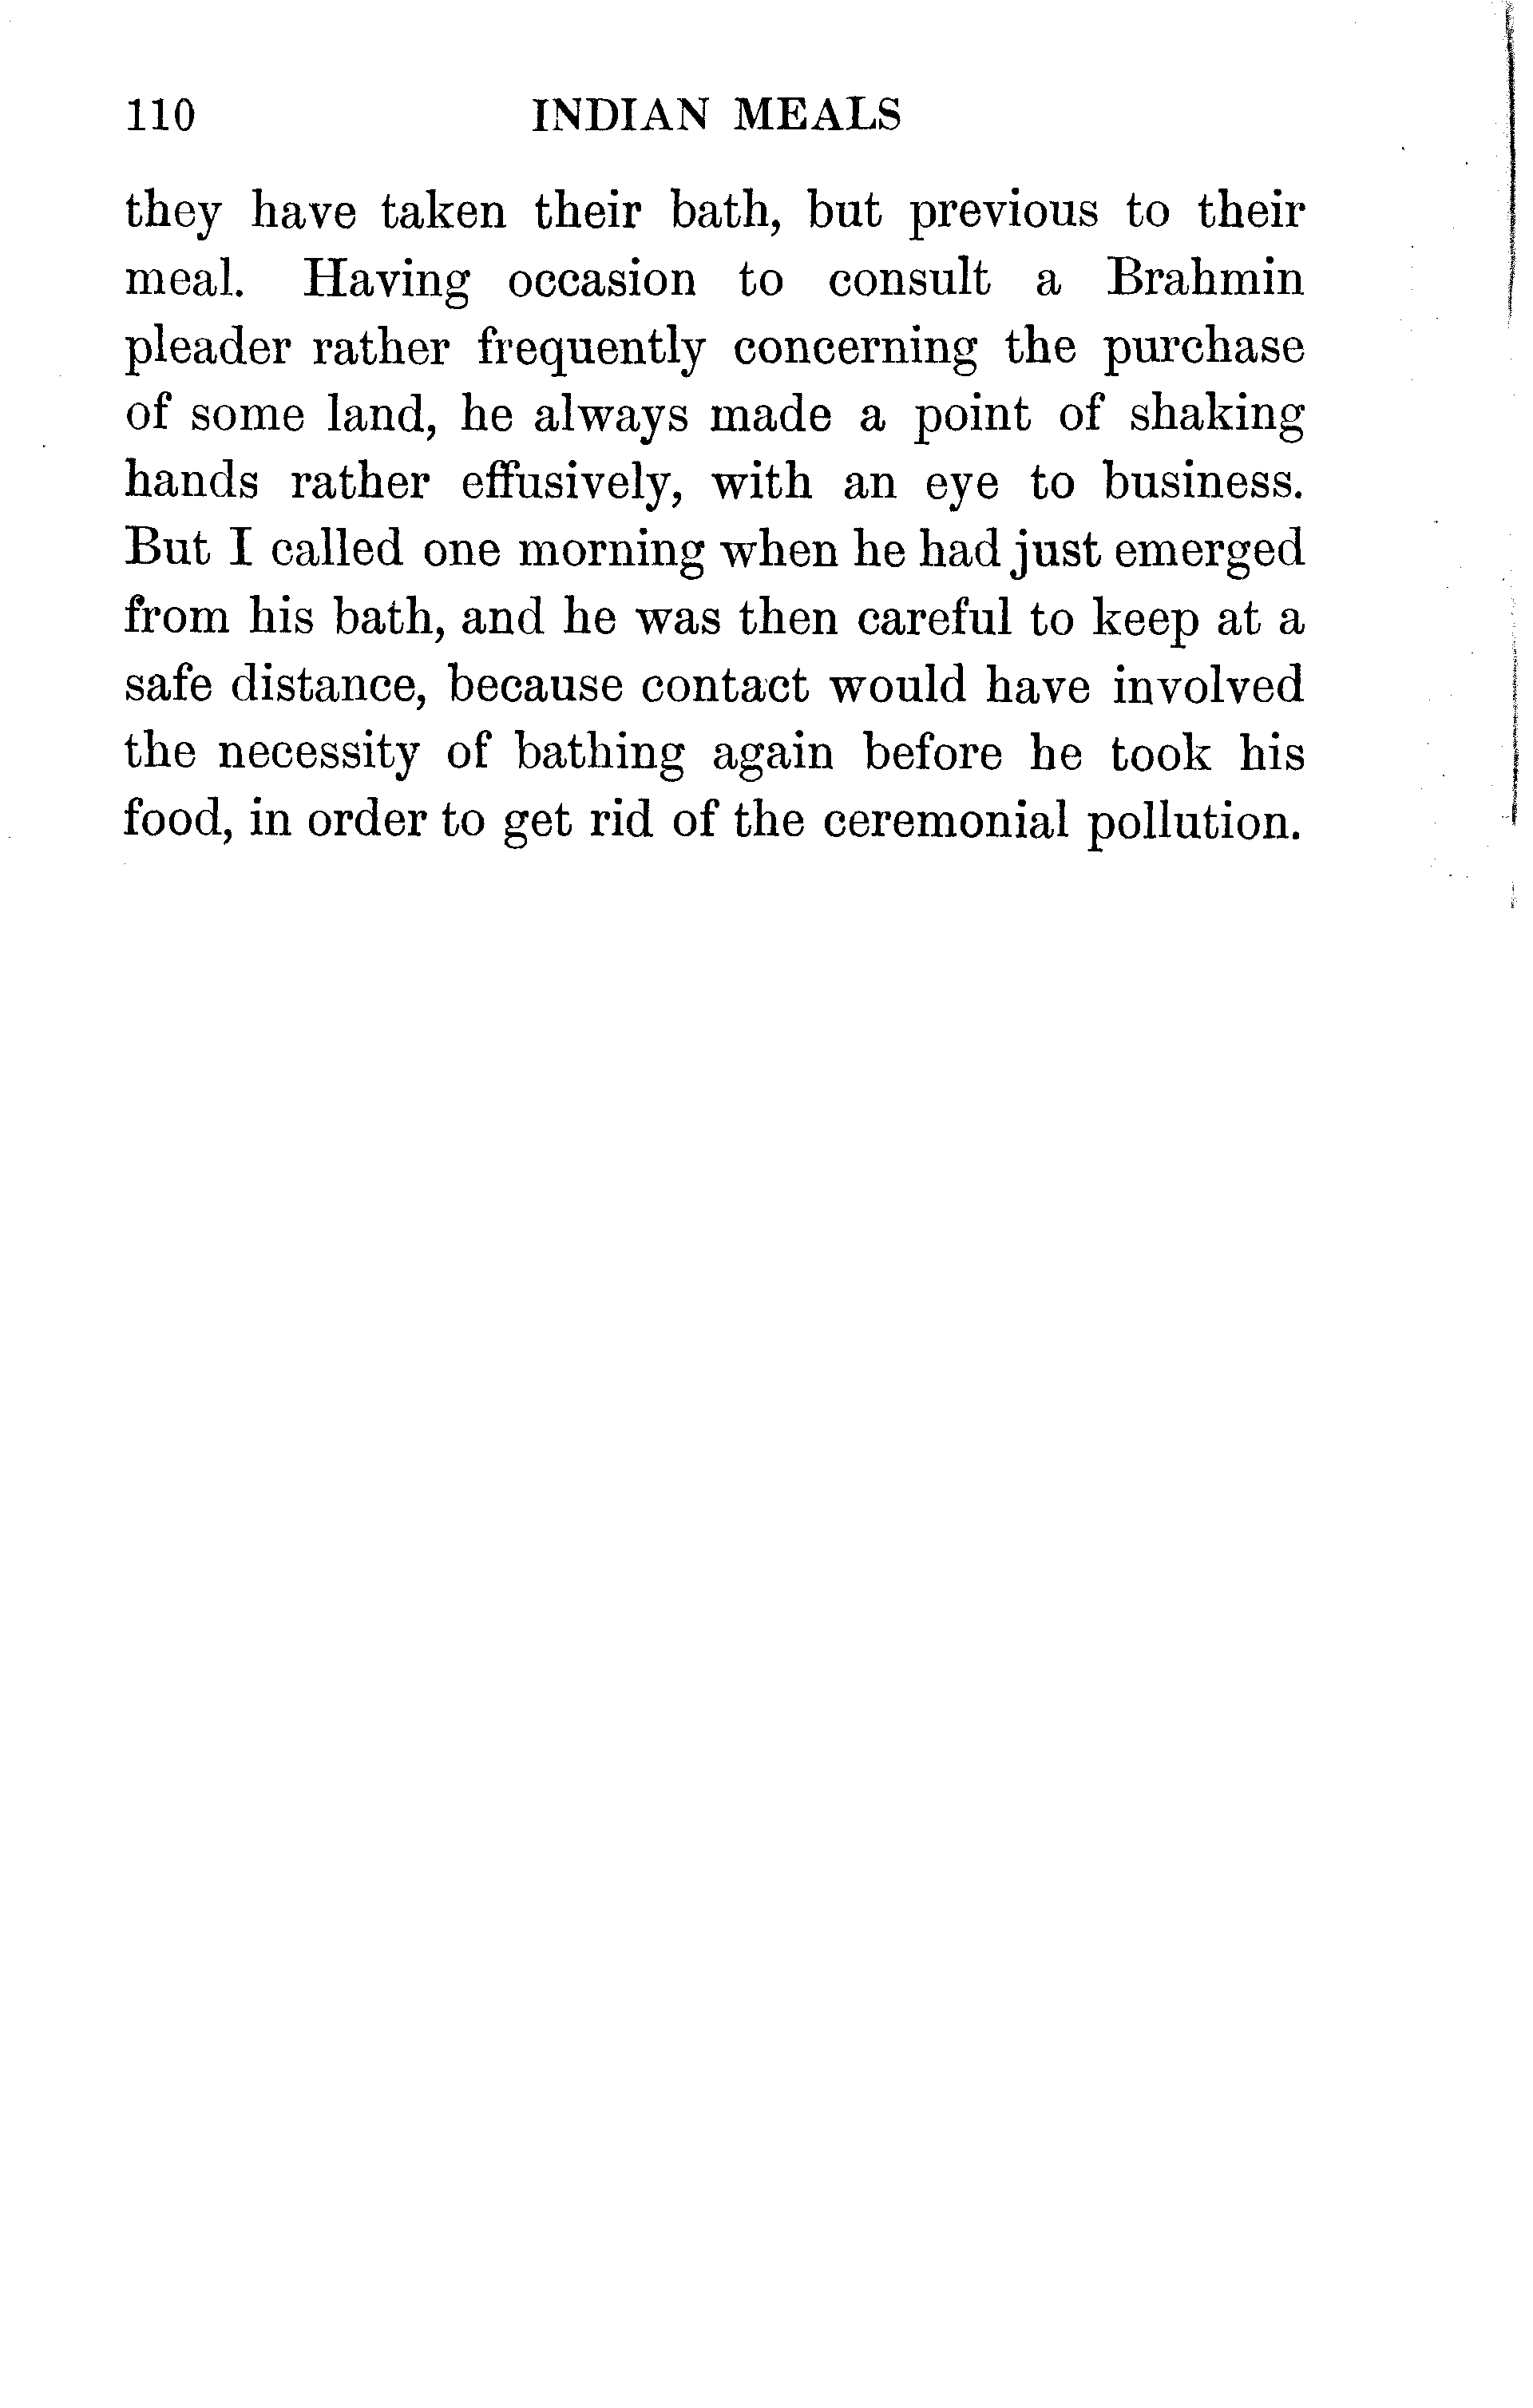 110 INDIAN MEALS
they have taken their bath, but previous to their
meal. Having occasion to consult a Brahmin
pleader rather frequently concerning the purchase
of some land, he always made a point of shaking
hands rather effusively, with an eye to business.
But I called one morning when he had just emerged
from his bath, and he was then careful to keep at a
safe distance, because contact would have involved
the necessity of bathing again before he took his
food, in order to get rid of the ceremonial pollution.